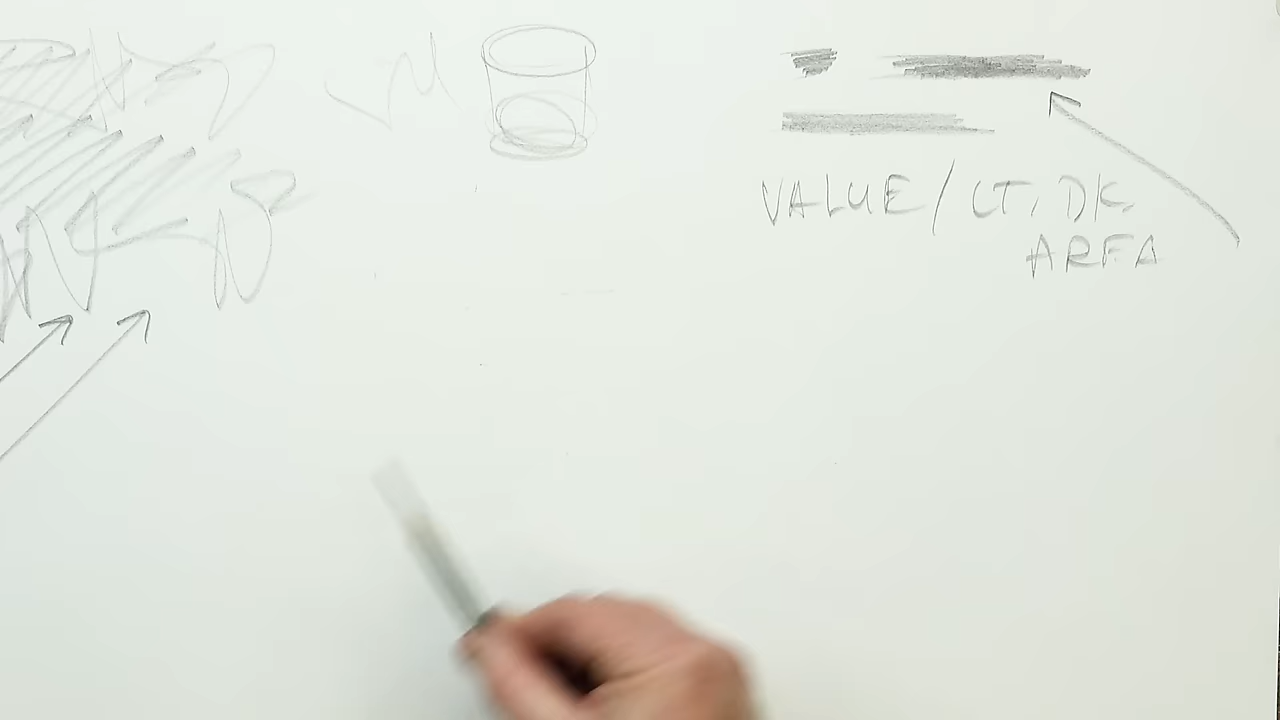 VALUE / LT, DK,
AREA